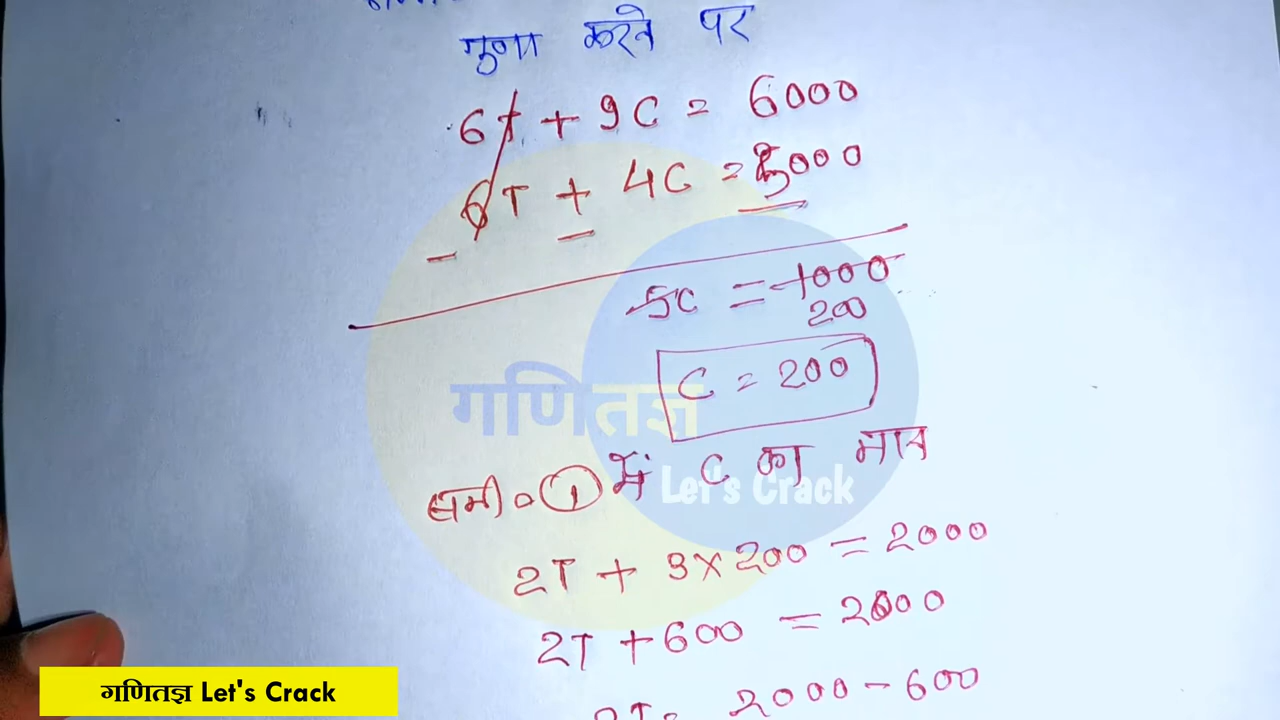 गुणा करने पर
6T + 9C = 6000
6T + 4C = 5000
5C = 1000
200
C = 200
गणितज्ञ
Let's Crack
समी० ① में C का मान
2T + 3×200 = 2000
2T + 600 = 2000
2T = 2000 - 600
गणितज्ञ Let's Crack